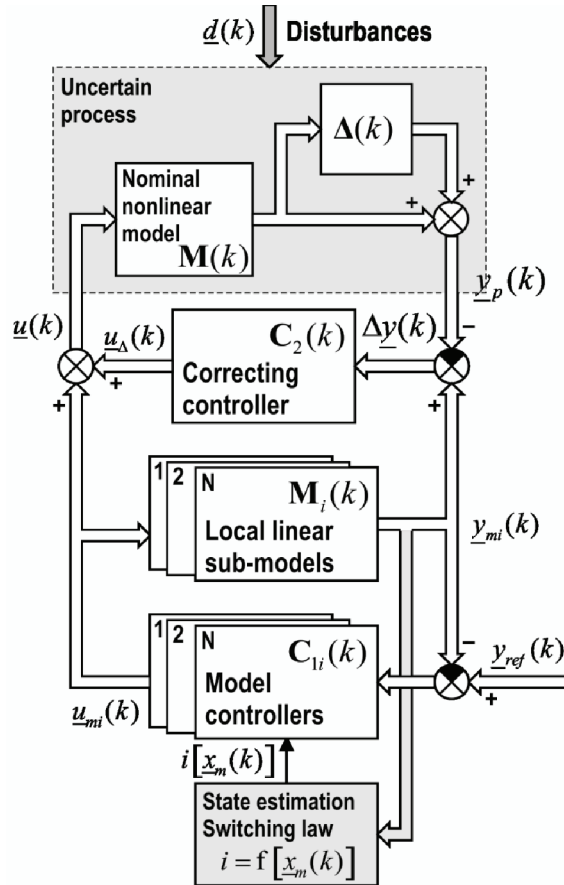 d(k) Disturbances
Uncertain
process
Δ(k)
+
Nominal
nonlinear
model
M(k)
+
y_p(k)
u(k)
u_Δ(k)
C_2(k)
Δy(k)
−
Correcting
controller
+
+
+
1 2 N
M_i(k)
Local linear
sub-models
y_mi(k)
1 2 N
C_1i(k)
Model
controllers
−
y_ref(k)
+
u_mi(k)
i[x_m(k)]
State estimation
Switching law
i = f[x_m(k)]